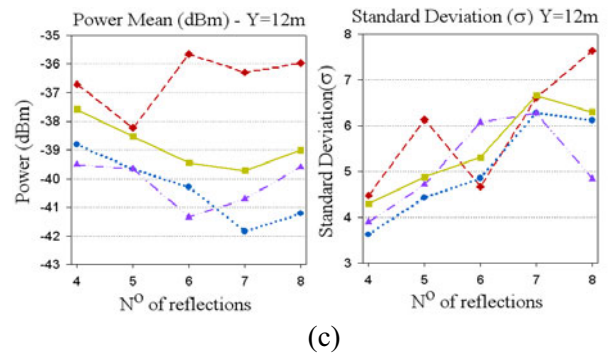 Power Mean (dBm) - Y=12m
Power (dBm)
-35
-36
-37
-38
-39
-40
-41
-42
-43
4 5 6 7 8
Nº of reflections
Standard Deviation (σ) Y=12m
Standard Deviation(σ)
8
7
6
5
4
3
4 5 6 7 8
Nº of reflections
(c)